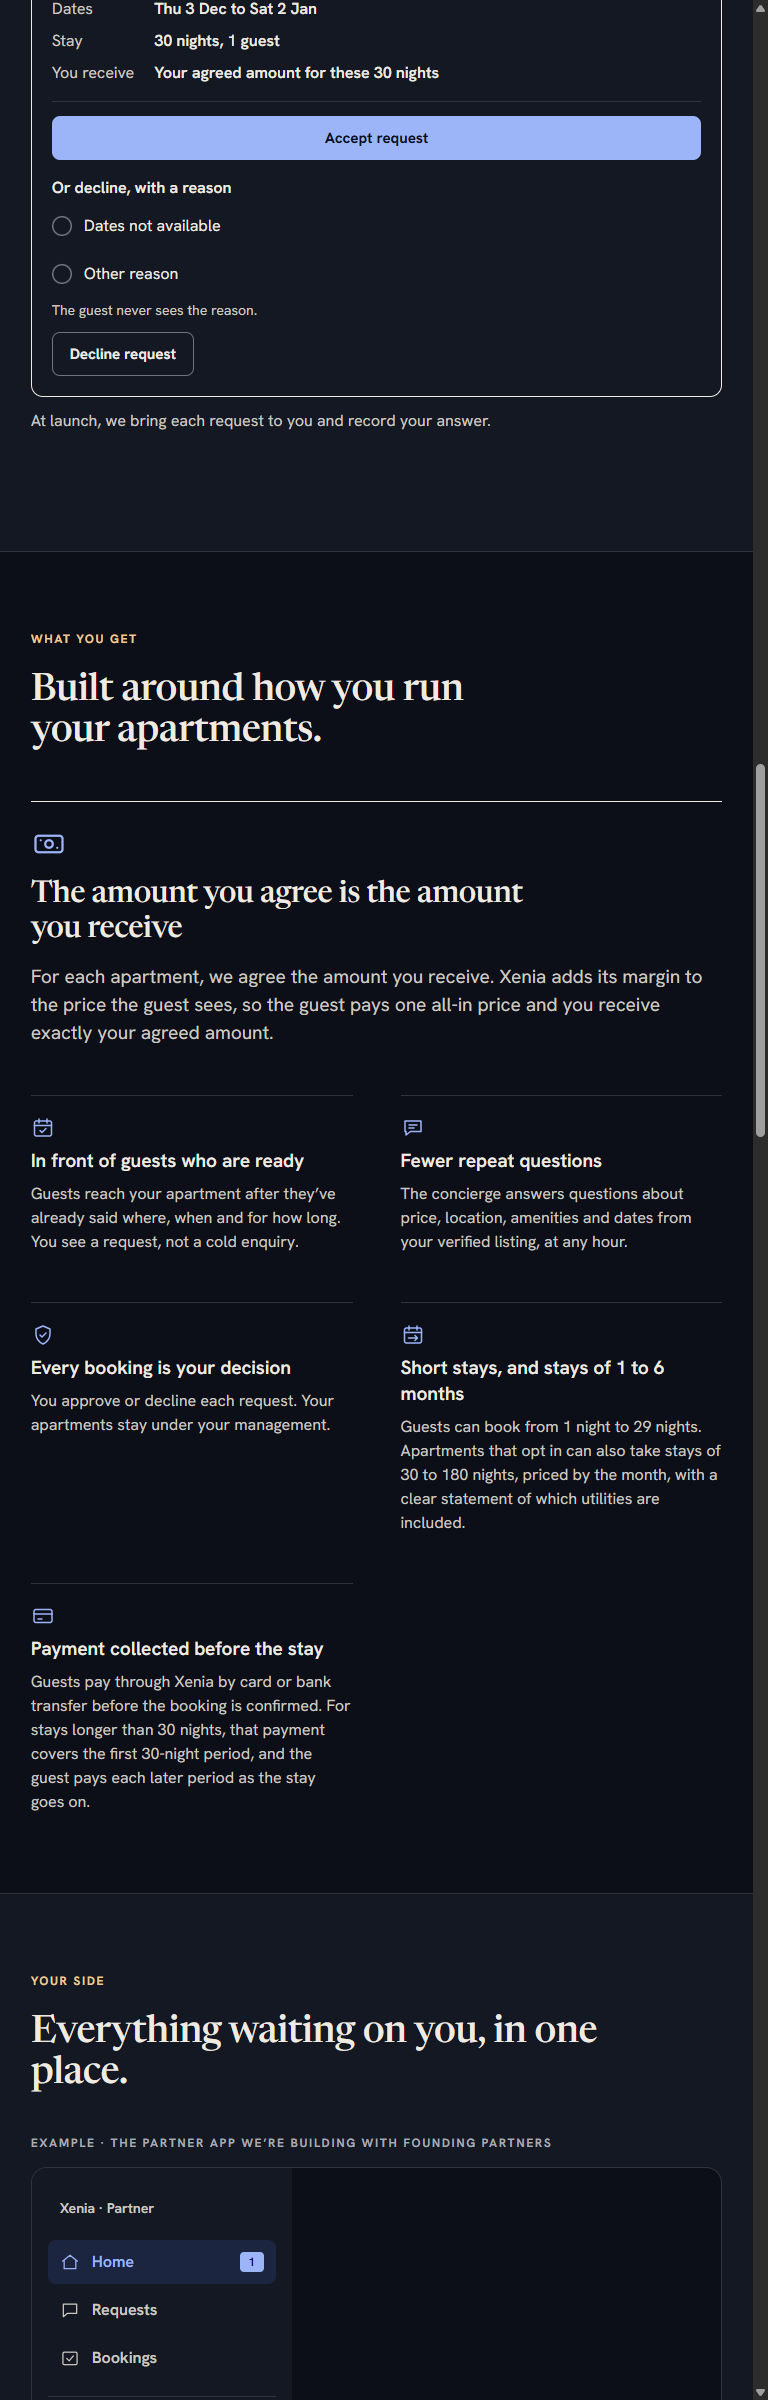 Dates Thu 3 Dec to Sat 2 Jan
Stay 30 nights, 1 guest
You receive Your agreed amount for these 30 nights
Accept request
Or decline, with a reason
Dates not available
Other reason
The guest never sees the reason.
Decline request
At launch, we bring each request to you and record your answer.
WHAT YOU GET
Built around how you run
your apartments.
The amount you agree is the amount
you receive
For each apartment, we agree the amount you receive. Xenia adds its margin to
the price the guest sees, so the guest pays one all-in price and you receive
exactly your agreed amount.
In front of guests who are ready
Guests reach your apartment after they’ve
already said where, when and for how long.
You see a request, not a cold enquiry.
Fewer repeat questions
The concierge answers questions about
price, location, amenities and dates from
your verified listing, at any hour.
Every booking is your decision
You approve or decline each request. Your
apartments stay under your management.
Short stays, and stays of 1 to 6
months
Guests can book from 1 night to 29 nights.
Apartments that opt in can also take stays of
30 to 180 nights, priced by the month, with a
clear statement of which utilities are
included.
Payment collected before the stay
Guests pay through Xenia by card or bank
transfer before the booking is confirmed. For
stays longer than 30 nights, that payment
covers the first 30-night period, and the
guest pays each later period as the stay
goes on.
YOUR SIDE
Everything waiting on you, in one
place.
EXAMPLE · THE PARTNER APP WE’RE BUILDING WITH FOUNDING PARTNERS
Xenia · Partner
Home 1
Requests
Bookings